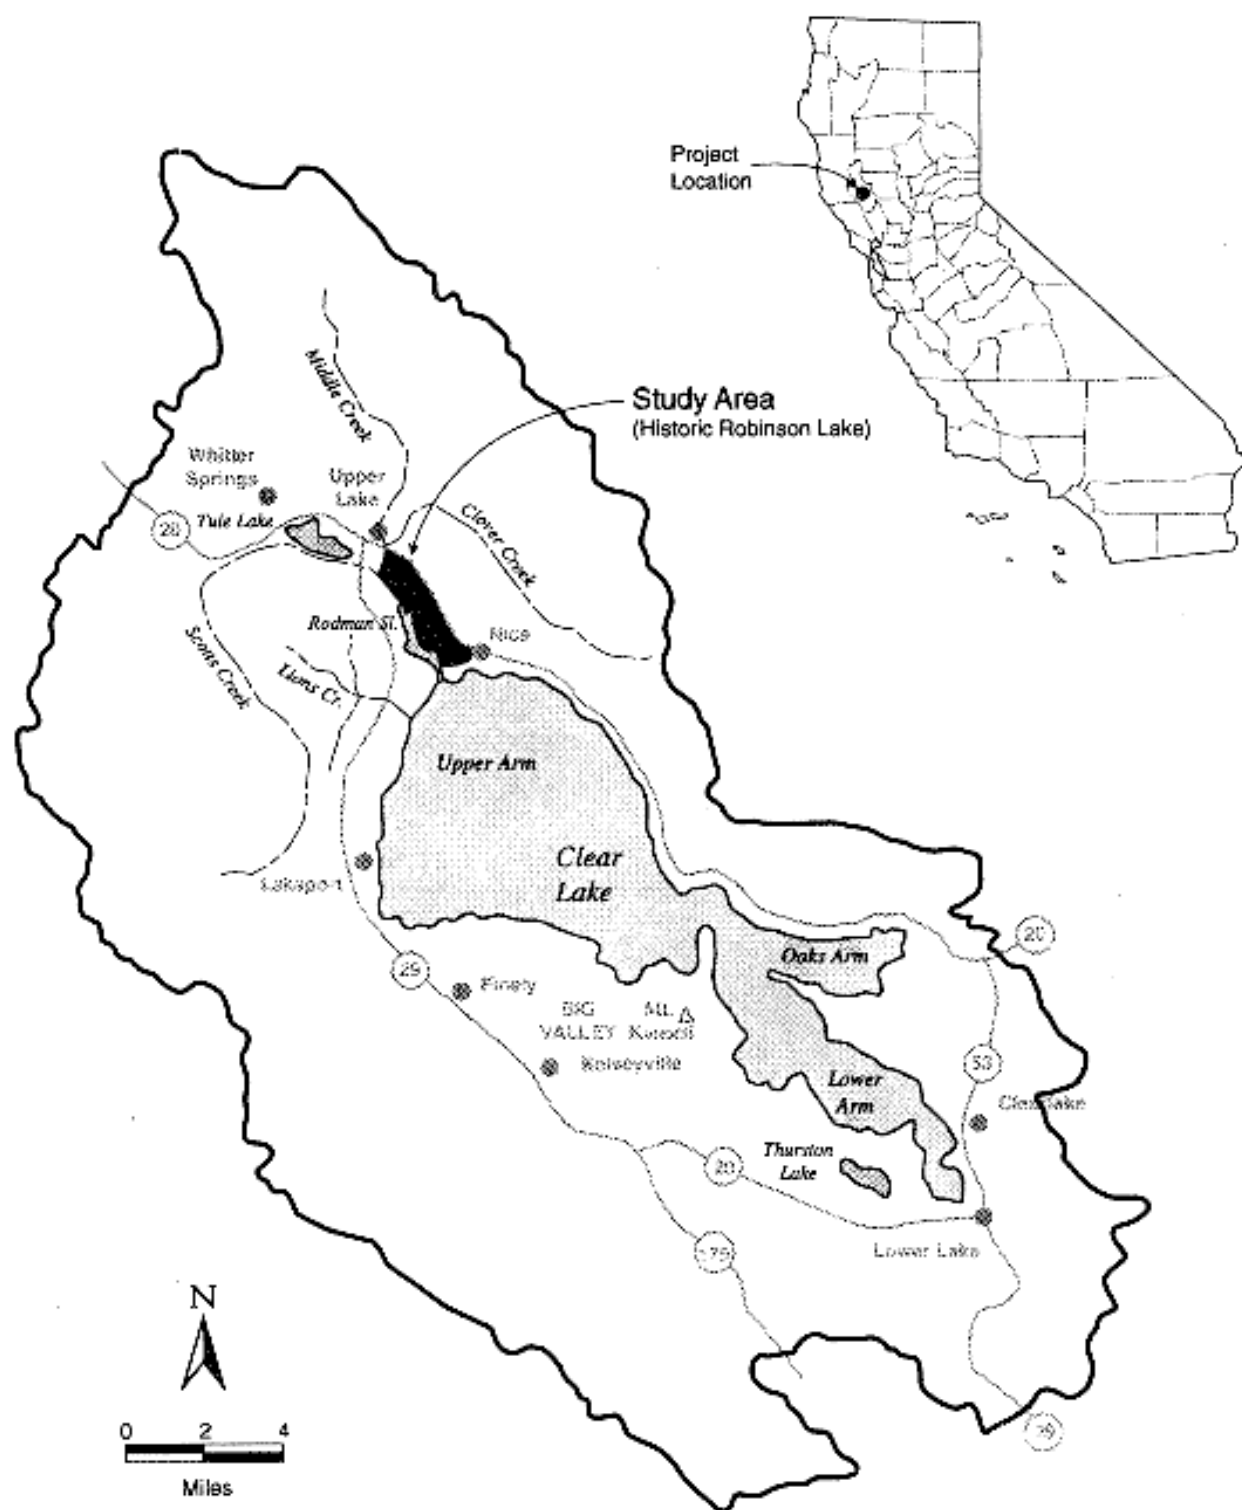 Project
Location
Middle Creek
Study Area
(Historic Robinson Lake)
Whitter
Springs
Upper
Lake
20
Tule Lake
Clover Creek
Rodman Sl.
Nice
Scotts Creek
Lions Cr.
Upper Arm
Clear
Lake
Lakeport
29
Oaks Arm
20
Finely
BIG
VALLEY
Mt.
Konocti
Kelseyville
53
Lower
Arm
Clearlake
Thurston
Lake
20
Lower Lake
175
N
0 2 4
Miles
29